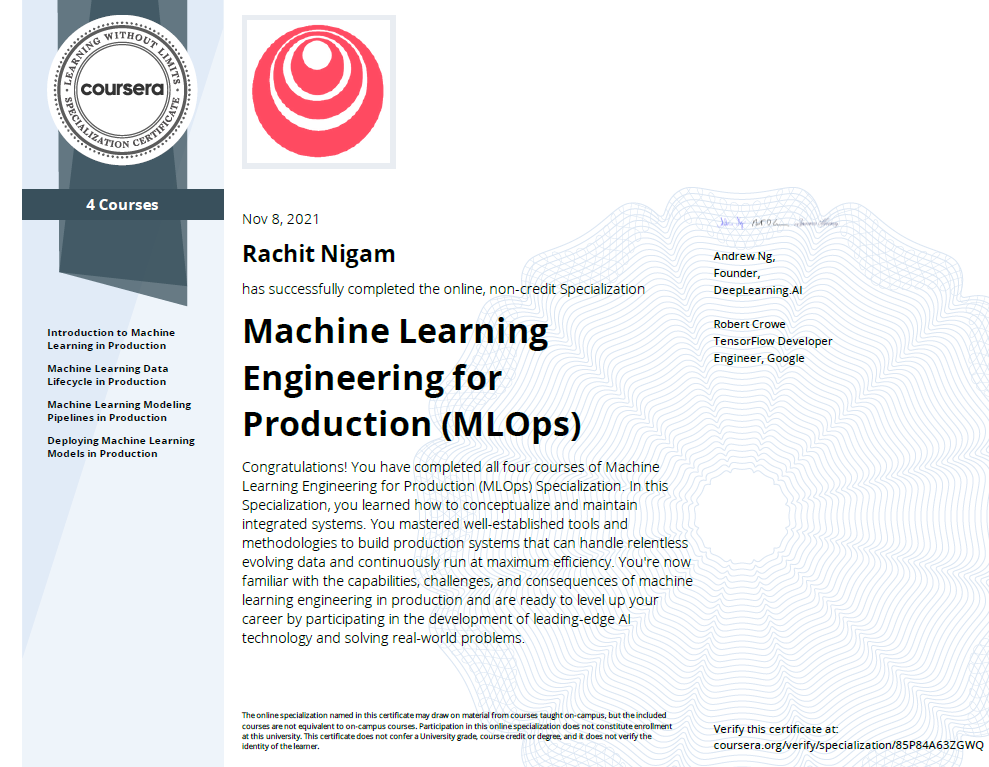 LEARNING WITHOUT LIMITS
coursera
SPECIALIZATION CERTIFICATE
4 Courses
Introduction to Machine
Learning in Production
Machine Learning Data
Lifecycle in Production
Machine Learning Modeling
Pipelines in Production
Deploying Machine Learning
Models in Production
Nov 8, 2021
Rachit Nigam
has successfully completed the online, non-credit Specialization
Machine Learning
Engineering for
Production (MLOps)
Congratulations! You have completed all four courses of Machine
Learning Engineering for Production (MLOps) Specialization. In this
Specialization, you learned how to conceptualize and maintain
integrated systems. You mastered well-established tools and
methodologies to build production systems that can handle relentless
evolving data and continuously run at maximum efficiency. You're now
familiar with the capabilities, challenges, and consequences of machine
learning engineering in production and are ready to level up your
career by participating in the development of leading-edge AI
technology and solving real-world problems.
The online specialization named in this certificate may draw on material from courses taught on-campus, but the included
courses are not equivalent to on-campus courses. Participation in this online specialization does not constitute enrollment
at this university. This certificate does not confer a University grade, course credit or degree, and it does not verify the
identity of the learner.
Andrew Ng,
Founder,
DeepLearning.AI
Robert Crowe
TensorFlow Developer
Engineer, Google
Verify this certificate at:
coursera.org/verify/specialization/85P84A63ZGWQ